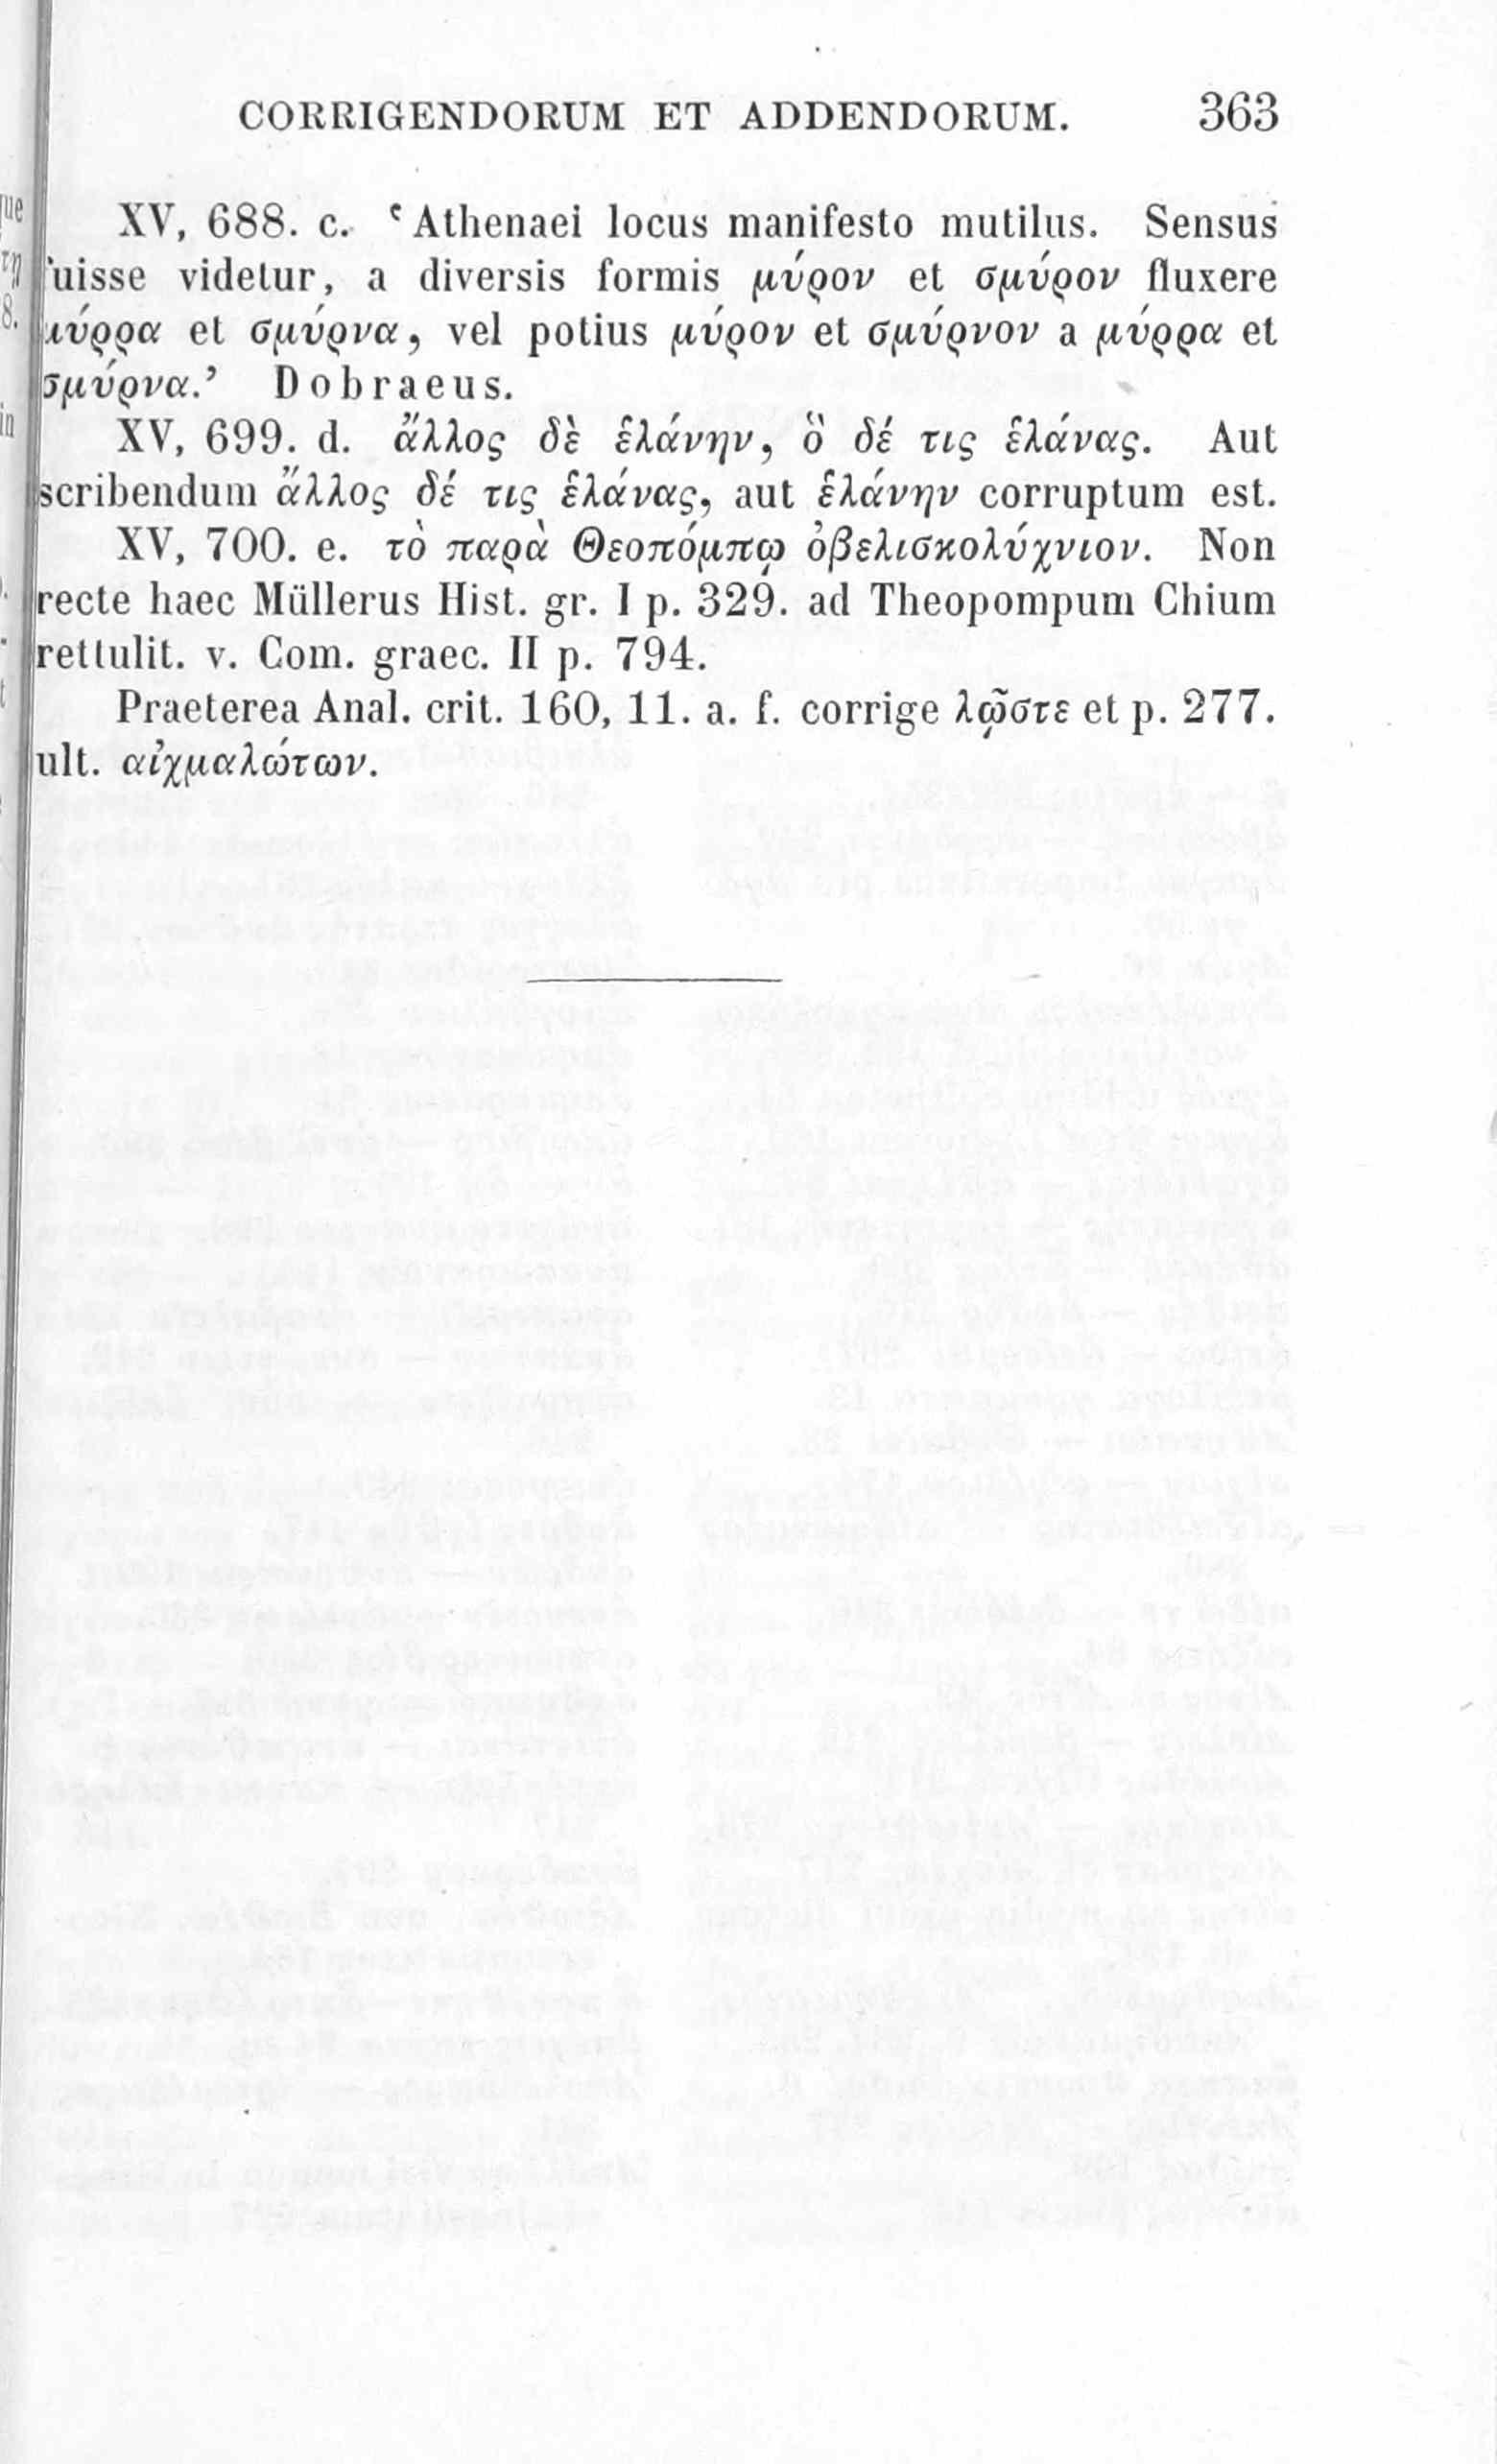 CORRIGENDORUM ET ADDENDORUM. 363
XV, 688. c. ‘Athenaei locus manifesto mutilus. Sensus
fuisse videtur, a diversis formis μύρον et σμύρον fluxere
μύρρα et σμύρνα, vel potius μύρον et σμύρνον a μύρρα et
σμύρνα.’ Dobraeus.
XV, 699. d. ἄλλος δὲ ἑλάνην, ὃ δέ τις ἑλάνας. Aut
scribendum ἄλλος δέ τις ἑλάνας, aut ἑλάνην corruptum est.
XV, 700. e. τὸ παρὰ Θεοπόμπῳ ὀβελισκολύχνιον. Non
recte haec Müllerus Hist. gr. I p. 329. ad Theopompum Chium
rettulit. v. Com. graec. II p. 794.
Praeterea Anal. crit. 160, 11. a. f. corrige λῷστε et p. 277.
ult. αἰχμαλώτων.